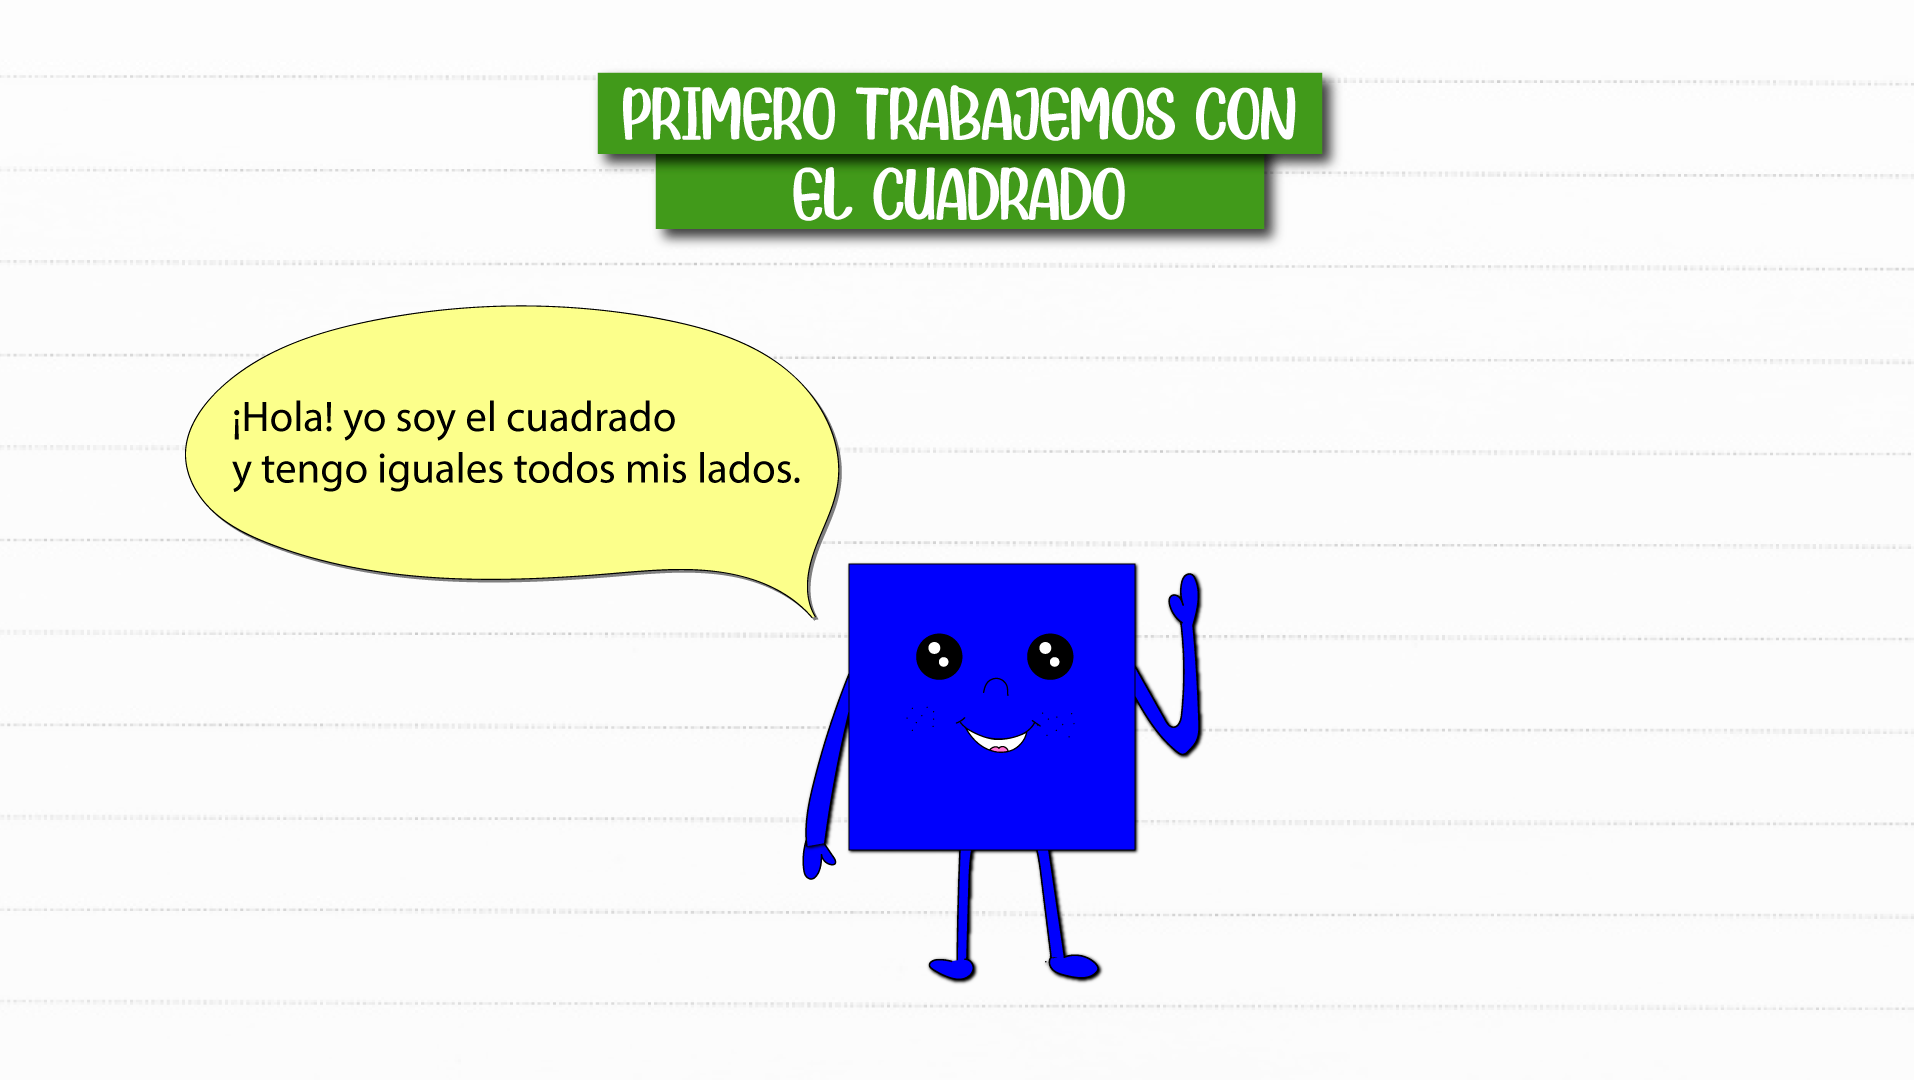 PRIMERO TRABAJEMOS CON
EL CUADRADO
¡Hola! yo soy el cuadrado
y tengo iguales todos mis lados.